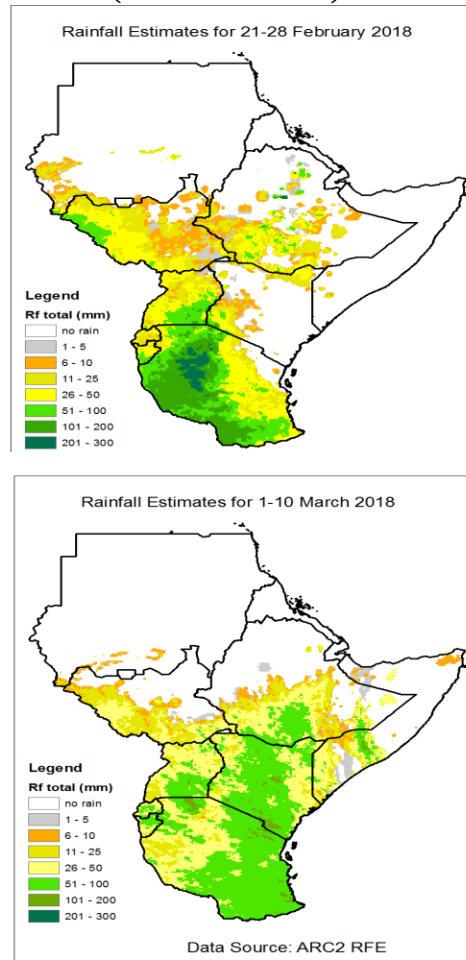 Rainfall Estimates for 21-28 February 2018
Legend
Rf total (mm)
no rain
1 - 5
6 - 10
11 - 25
26 - 50
51 - 100
101 - 200
201 - 300
Rainfall Estimates for 1-10 March 2018
Legend
Rf total (mm)
no rain
1 - 5
6 - 10
11 - 25
26 - 50
51 - 100
101 - 200
201 - 300
Data Source: ARC2 RFE